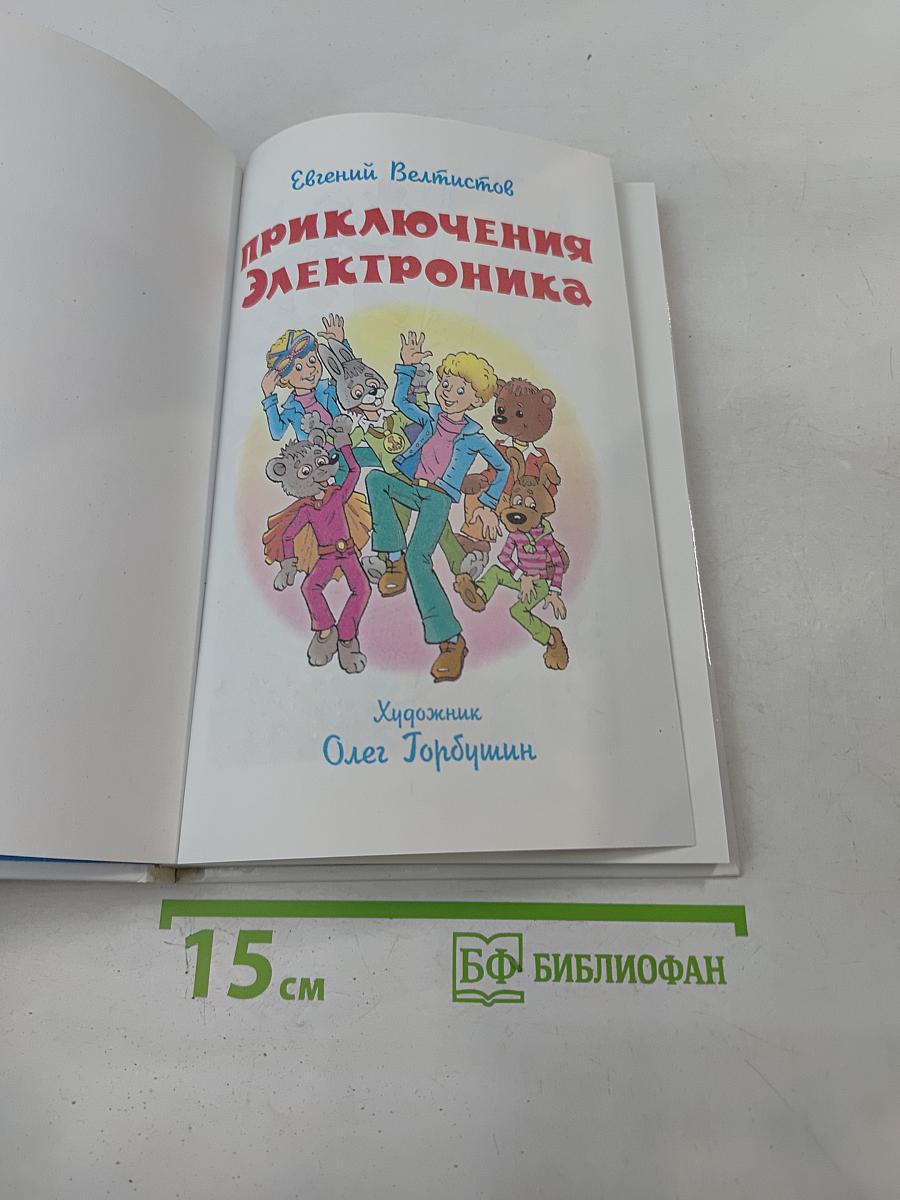 Евгений Велтистов
ПРИКЛЮЧЕНИЯ
ЭЛЕКТРОНИКА
Художник
Олег Горбушин
15 см
БФ БИБЛИОФАН